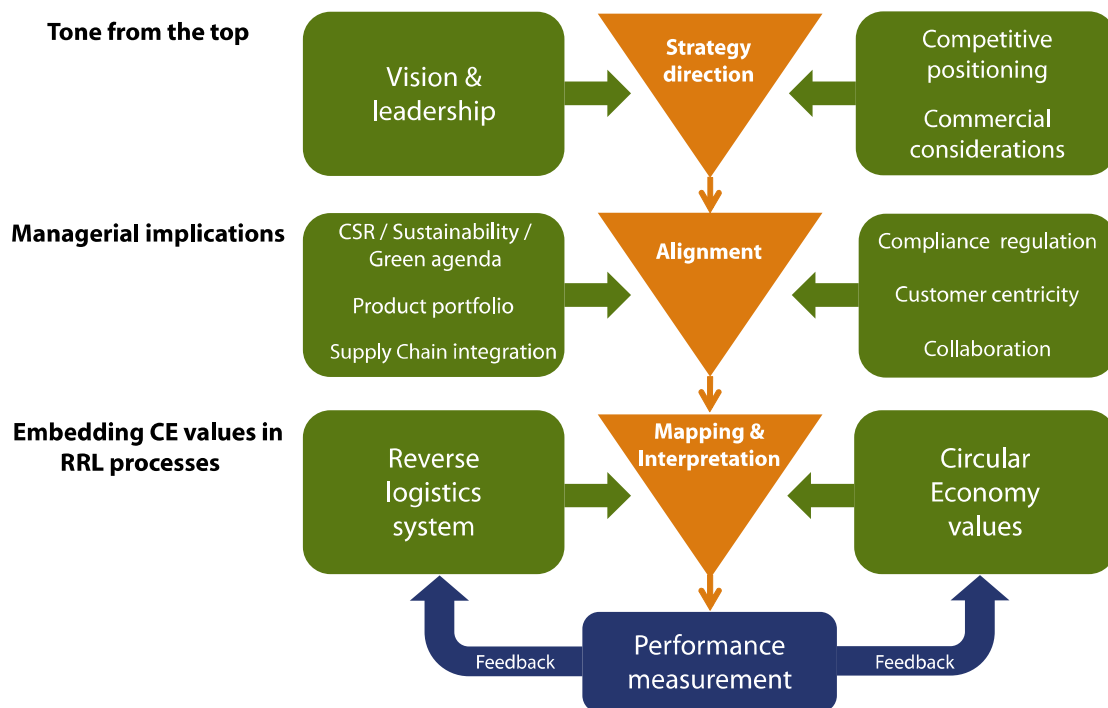 Tone from the top
Vision &
leadership
Strategy
direction
Competitive
positioning
Commercial
considerations
Managerial implications
CSR / Sustainability /
Green agenda
Product portfolio
Supply Chain integration
Alignment
Compliance regulation
Customer centricity
Collaboration
Embedding CE values in
RRL processes
Reverse
logistics
system
Mapping &
Interpretation
Circular
Economy
values
Feedback
Performance
measurement
Feedback